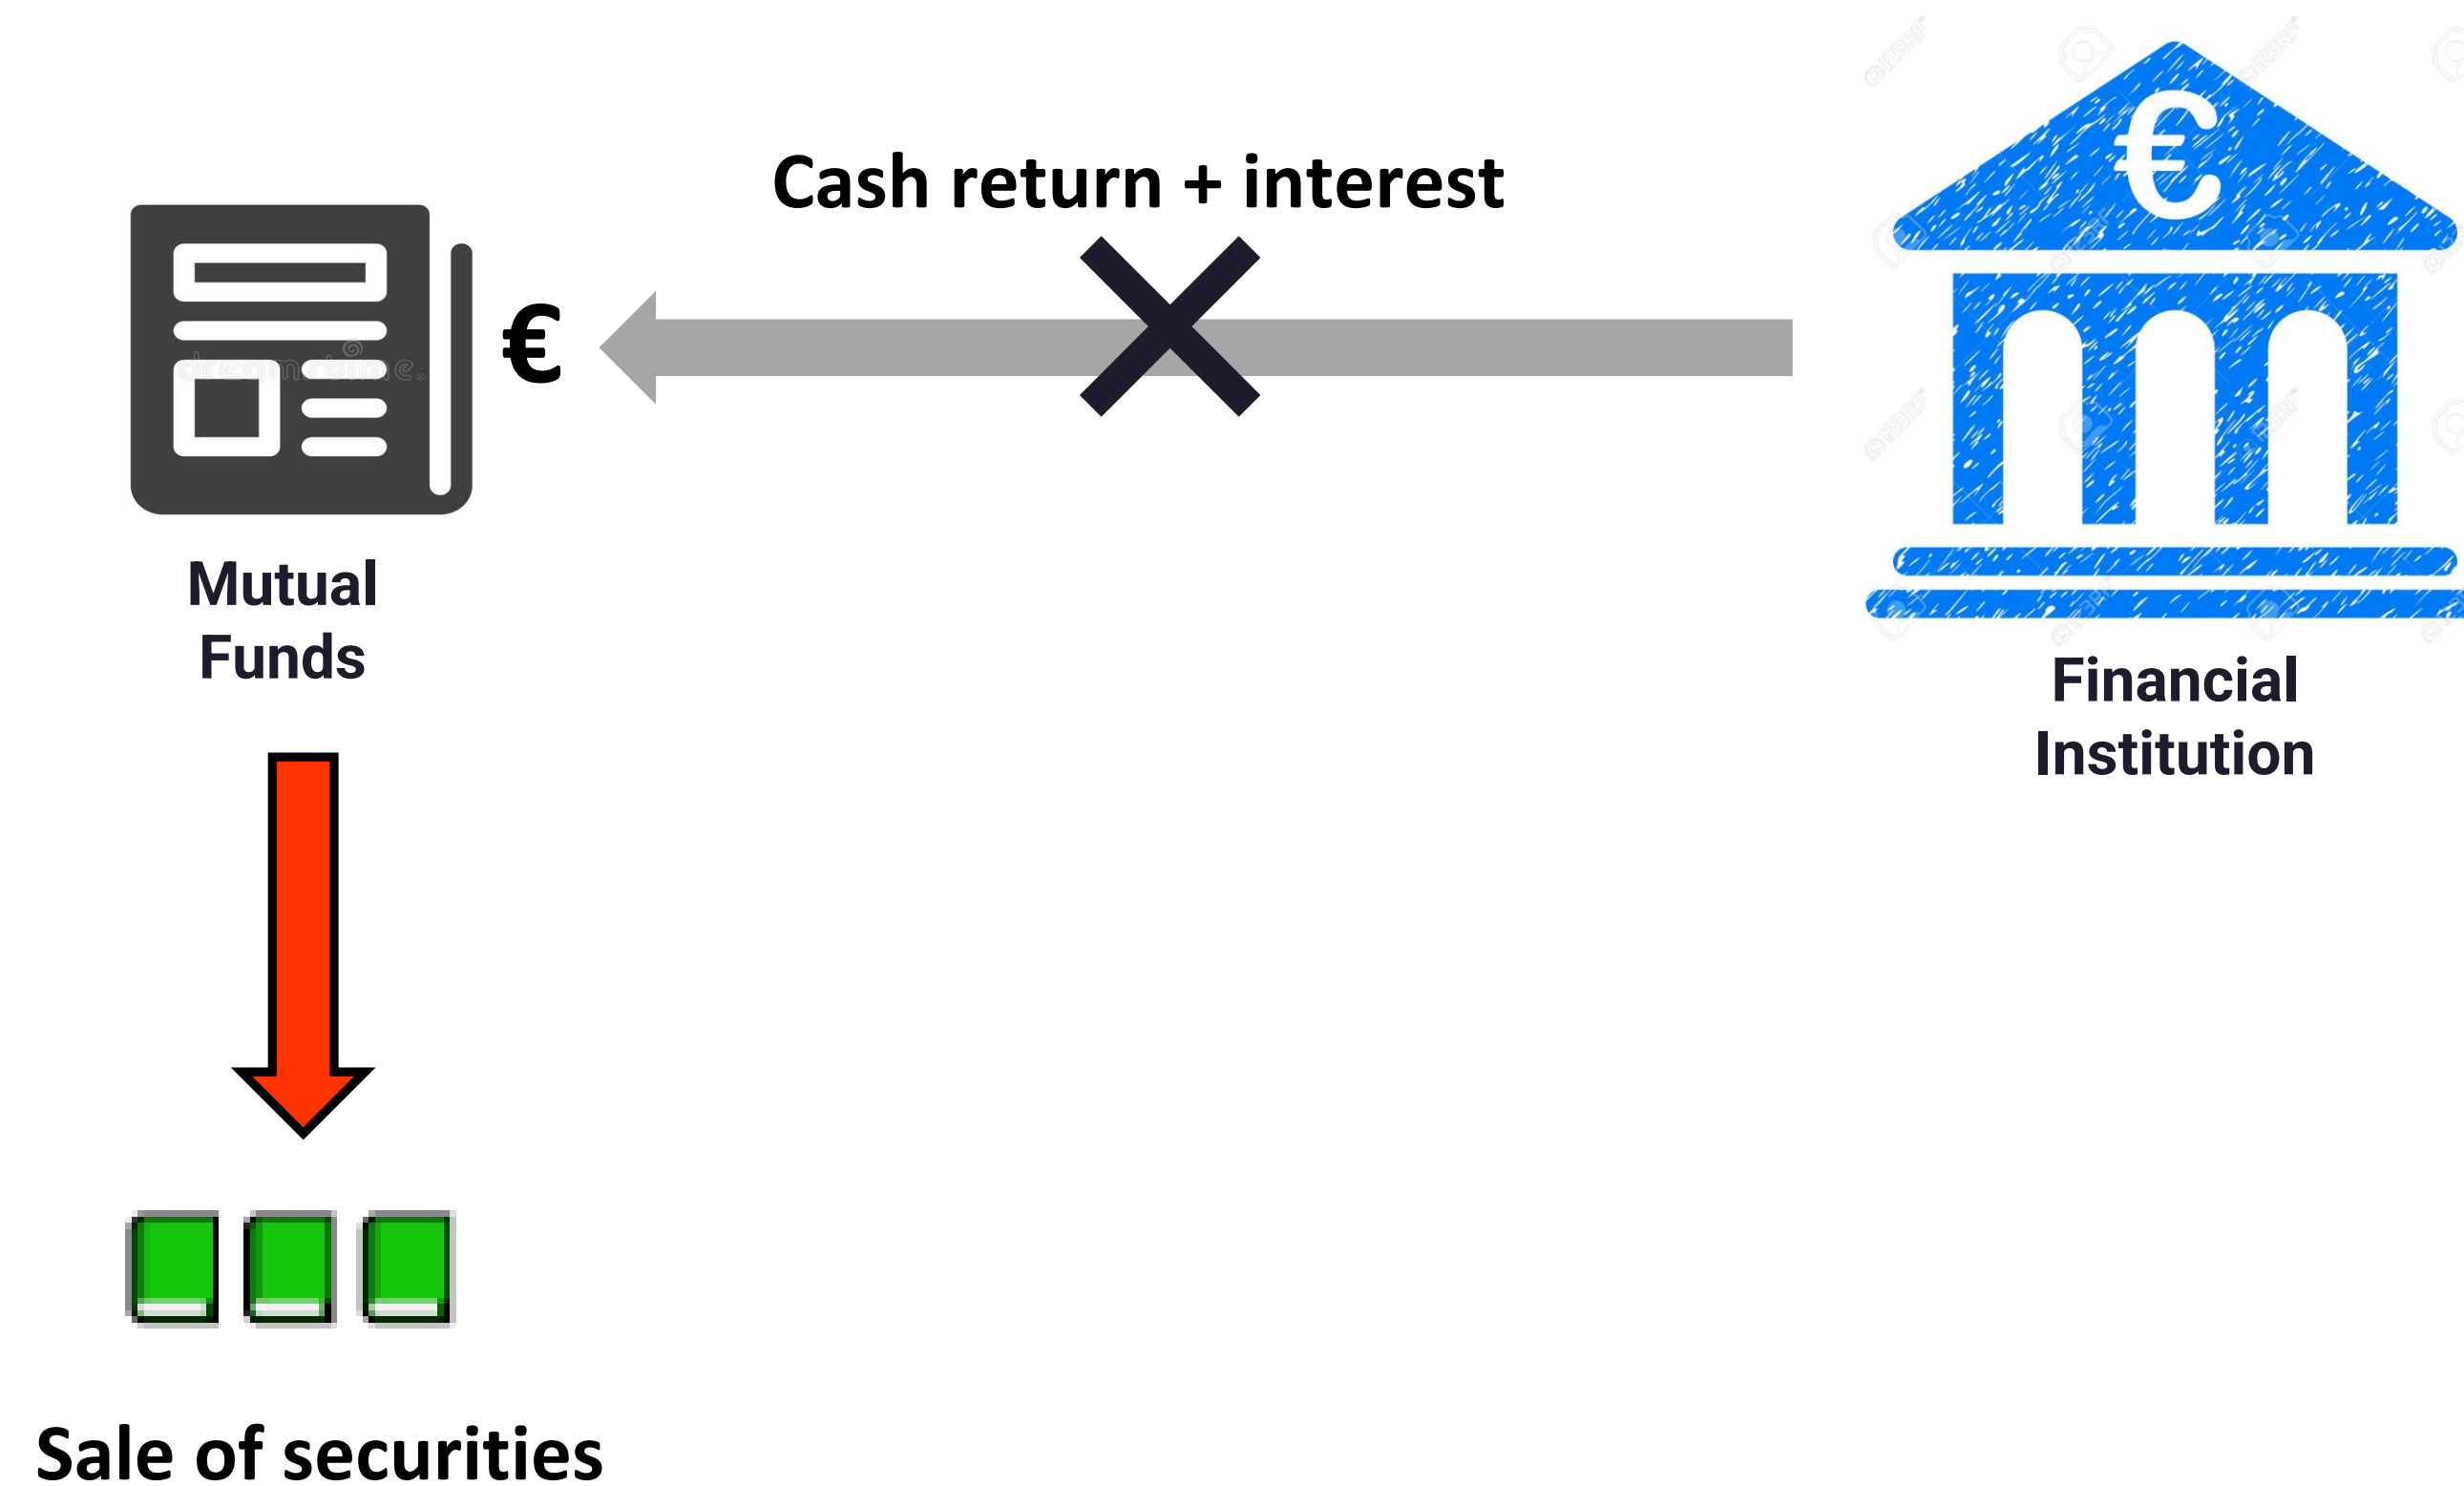 Cash return + interest
€
€
Mutual
Funds
Financial
Institution
Sale of securities